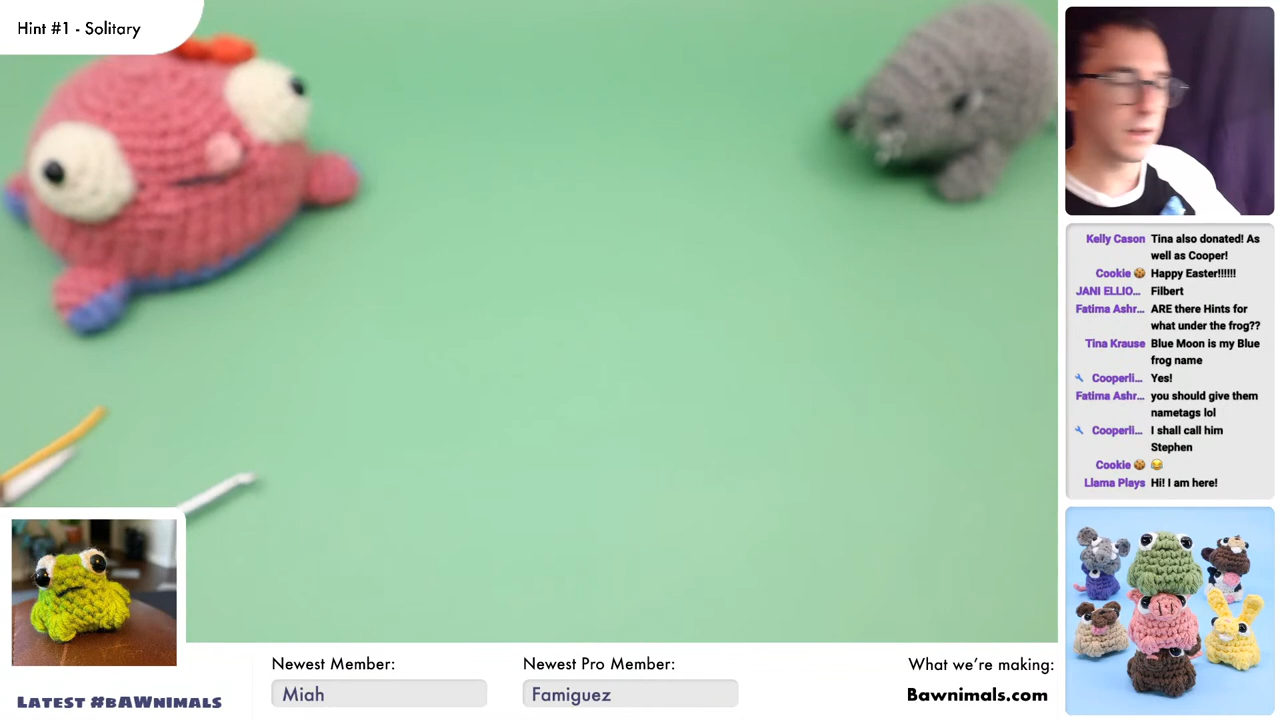 Hint #1 - Solitary
Kelly Cason Tina also donated! As
well as Cooper!
Cookie 🍪 Happy Easter!!!!!!
JANI ELLIO... Filbert
Fatima Ashr... ARE there Hints for
what under the frog??
Tina Krause Blue Moon is my Blue
frog name
Cooperli... Yes!
Fatima Ashr... you should give them
nametags lol
Cooperli... I shall call him
Stephen
Cookie 🍪 😂
Llama Plays Hi! I am here!
Newest Member:
Miah
Newest Pro Member:
Famiguez
What we're making:
Bawnimals.com
LATEST #BAWNIMALS